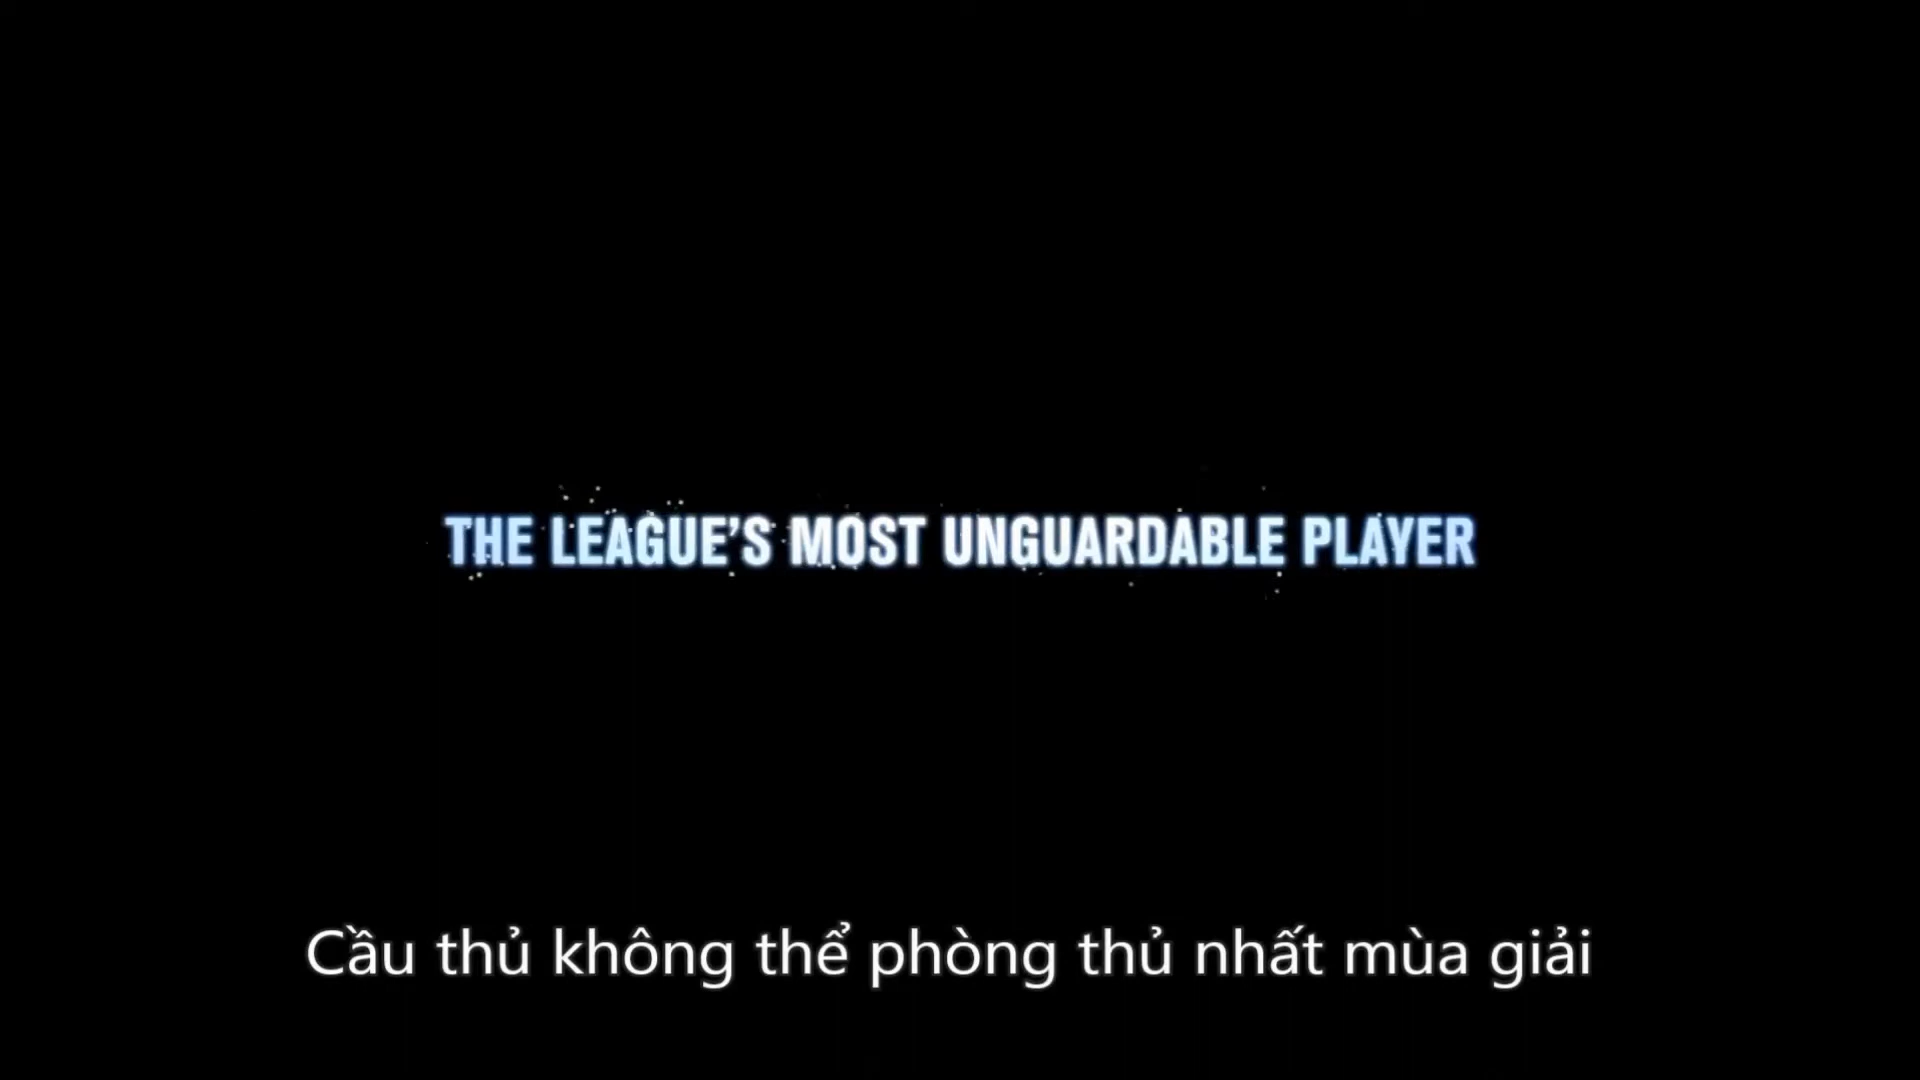 THE LEAGUE’S MOST UNGUARDABLE PLAYER
Cầu thủ không thể phòng thủ nhất mùa giải